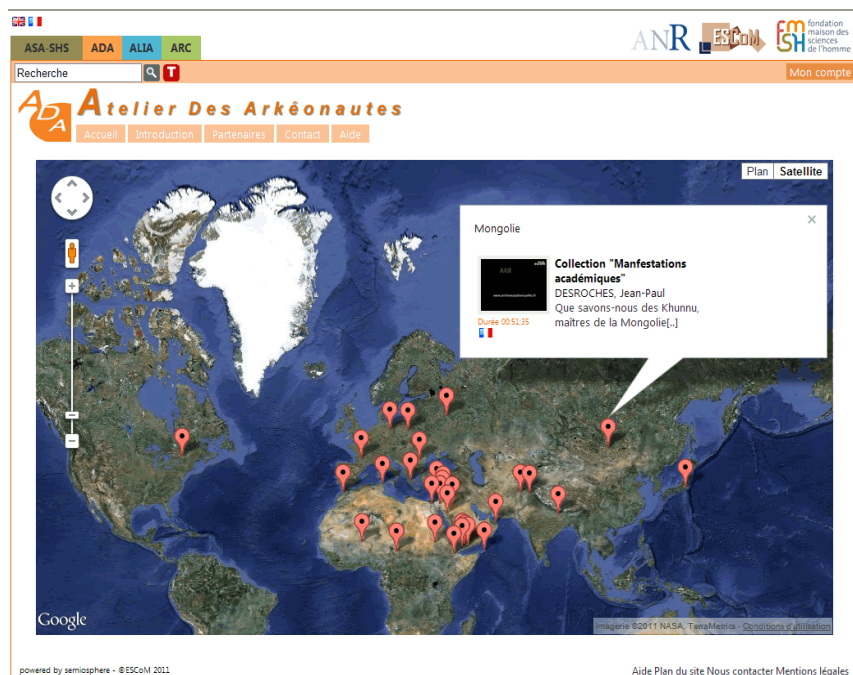 ANR ESCoM fmsh fondation
maison des
sciences
de l'homme
ASA-SHS ADA ALIA ARC
Recherche T Mon compte
ADA Atelier Des Arkéonautes
Accueil Introduction Partenaires Contact Aide
Plan Satellite
Mongolie
Collection "Manfestations
académiques"
DESROCHES, Jean-Paul
Que savons-nous des Khunnu,
maîtres de la Mongolie[..]
AAR
Durée 00:51:35
Google
Imagerie ©2011 NASA, TerraMetrics - Conditions d'utilisation
powered by semiosphere - ©ESCoM 2011
Aide Plan du site Nous contacter Mentions légales